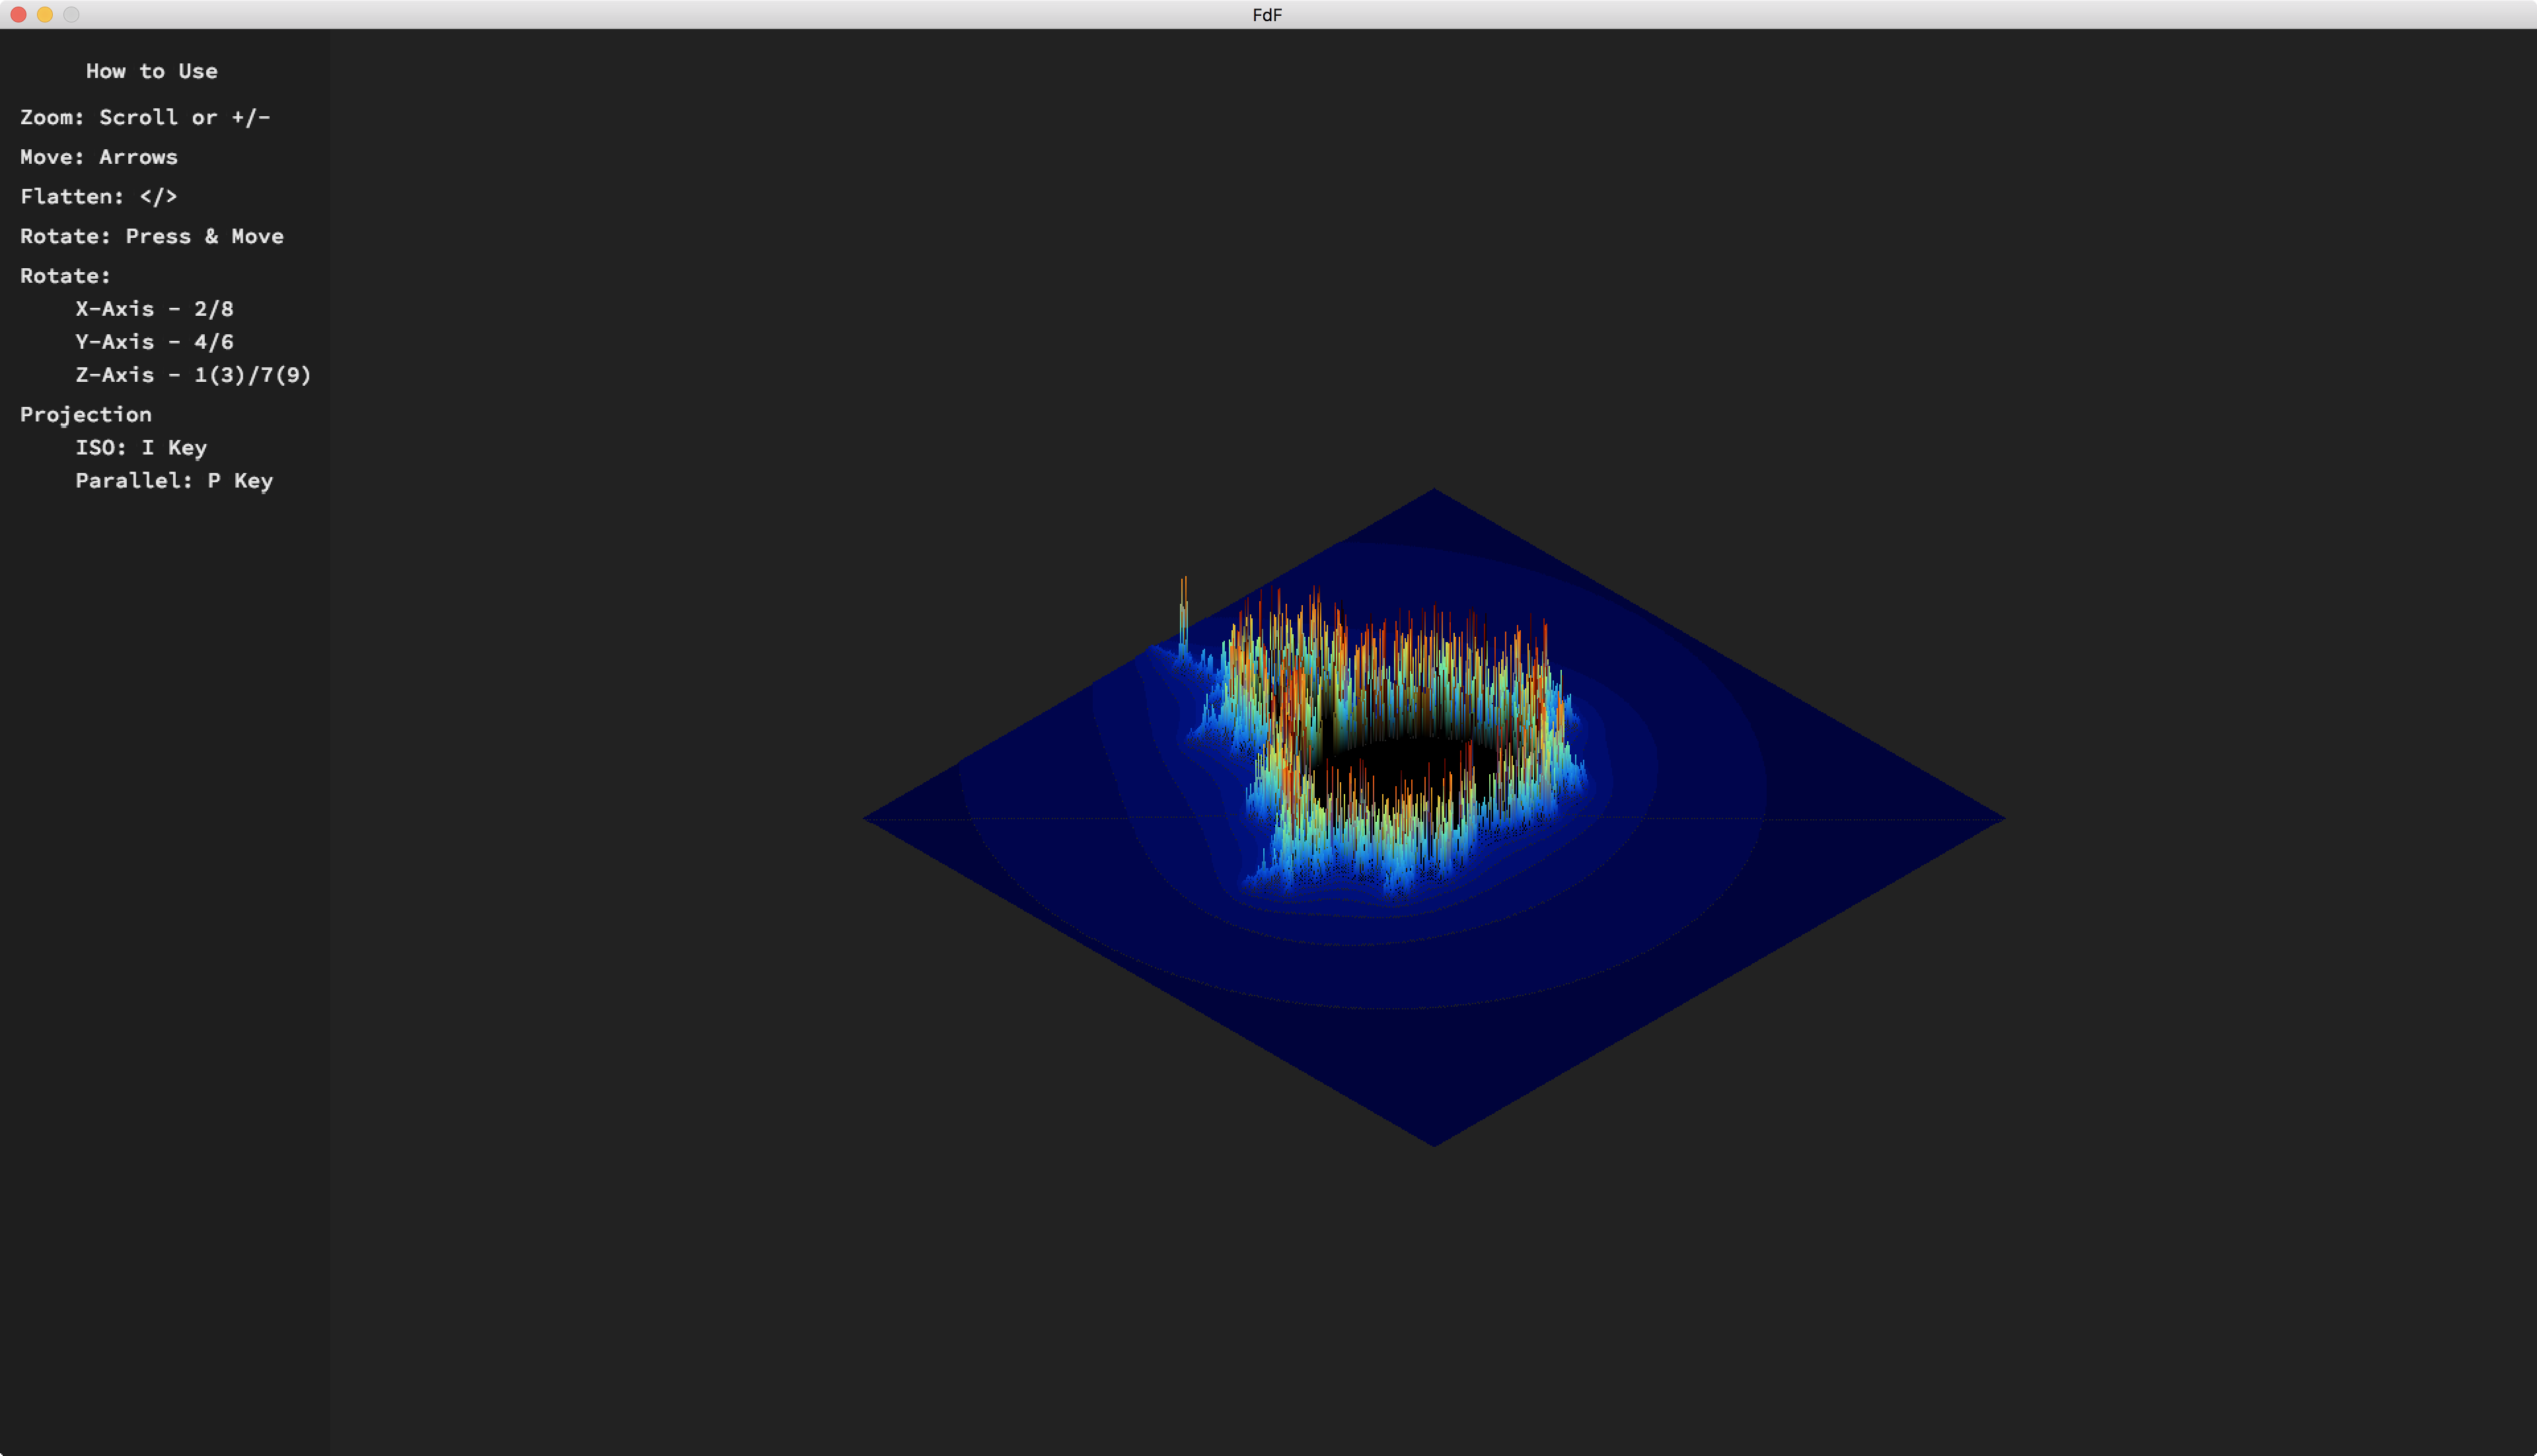 FdF
How to Use
Zoom: Scroll or +/-
Move: Arrows
Flatten: </>
Rotate: Press & Move
Rotate:
X-Axis - 2/8
Y-Axis - 4/6
Z-Axis - 1(3)/7(9)
Projection
ISO: I Key
Parallel: P Key